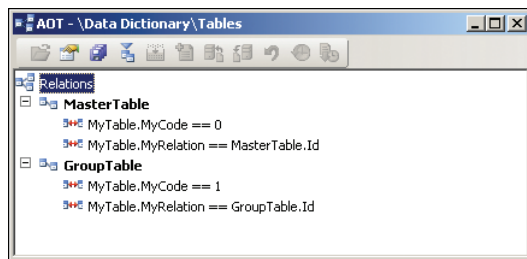 AOT - \Data Dictionary\Tables
Relations
MasterTable
MyTable.MyCode == 0
MyTable.MyRelation == MasterTable.Id
GroupTable
MyTable.MyCode == 1
MyTable.MyRelation == GroupTable.Id